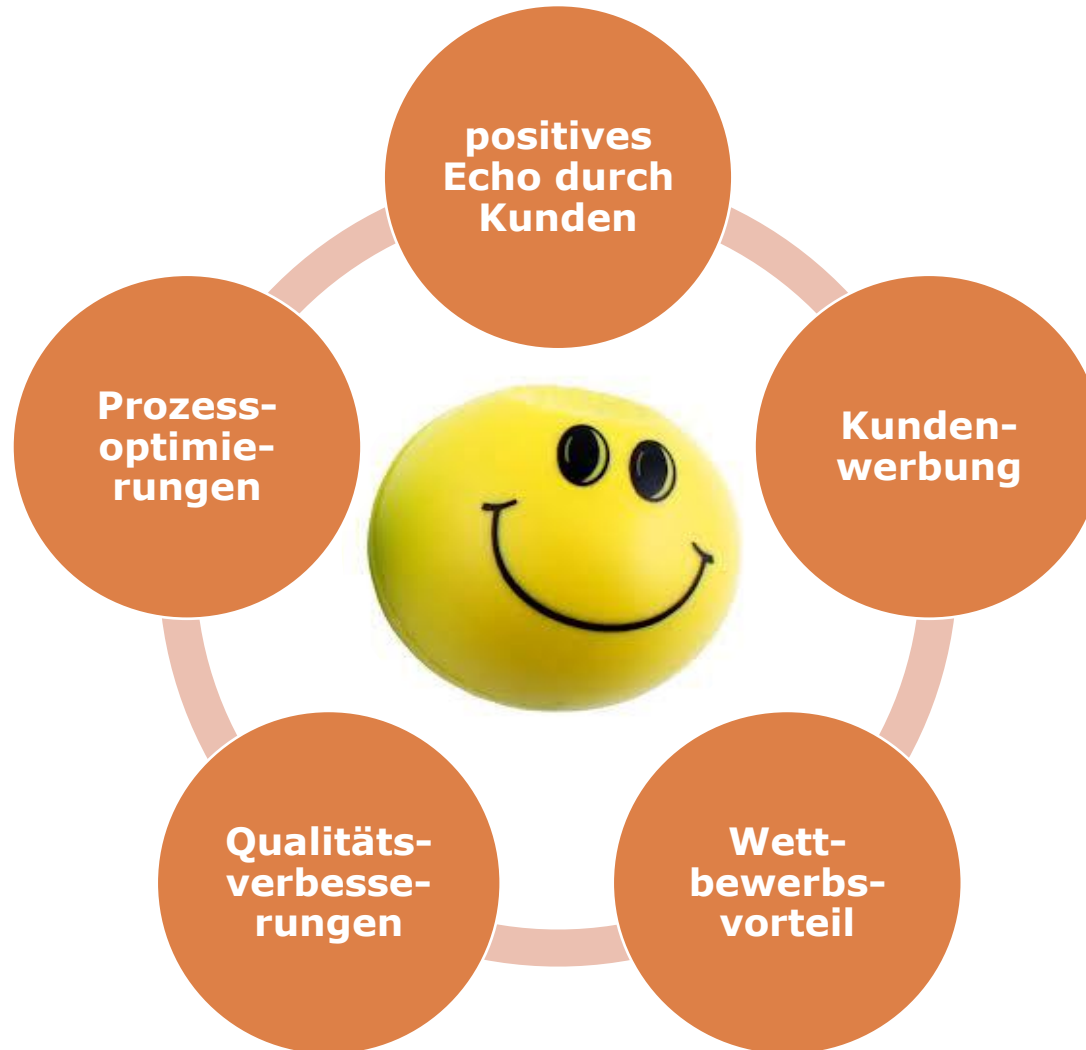 positives
Echo durch
Kunden
Kunden-
werbung
Wett-
bewerbs-
vorteil
Qualitäts-
verbesse-
rungen
Prozess-
optimie-
rungen